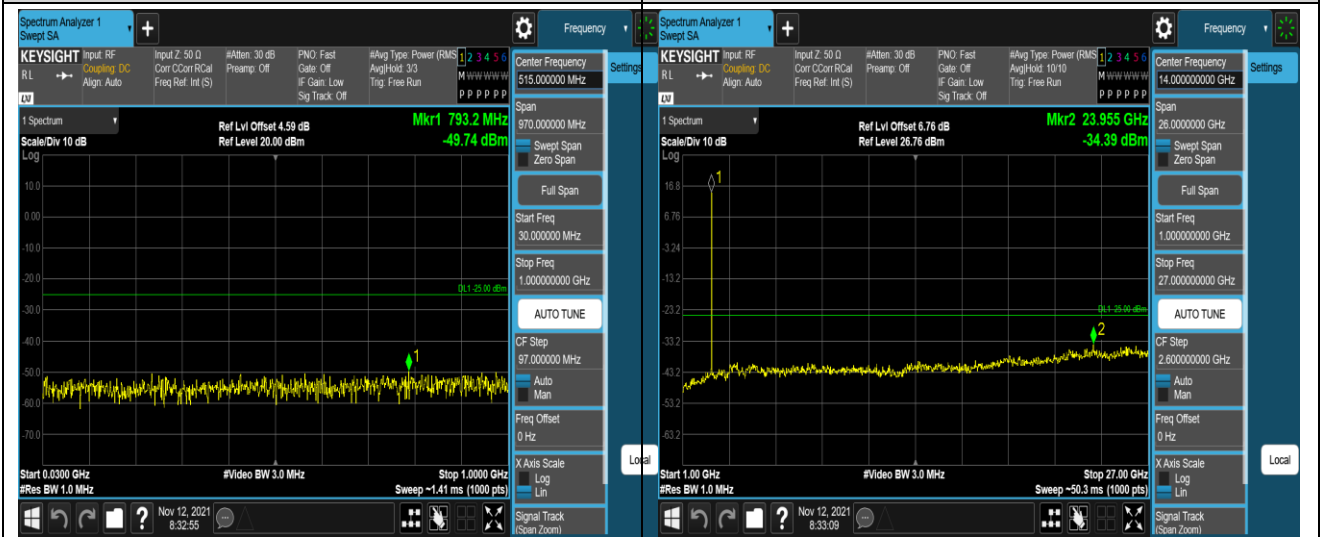 Spectrum Analyzer 1
Swept SA
+
Frequency
KEYSIGHT
RL
LXI
Input: RF
Coupling: DC
Align: Auto
Input Z: 50 Ω
Corr CCorr RCal
Freq Ref: Int (S)
#Atten: 30 dB
Preamp: Off
PNO: Fast
Gate: Off
IF Gain: Low
Sig Track: Off
#Avg Type: Power (RMS
Avg|Hold: 3/3
Trig: Free Run
1 2 3 4 5 6
M W W W W W
P P P P P P
Center Frequency
515.000000 MHz
Settings
1 Spectrum
Scale/Div 10 dB
Log
Ref Lvl Offset 4.59 dB
Ref Level 20.00 dBm
Mkr1 793.2 MHz
-49.74 dBm
10.0
0.00
-10.0
-20.0
-30.0
-40.0
-50.0
-60.0
-70.0
DL1 -25.00 dBm
1
Start 0.0300 GHz
#Res BW 1.0 MHz
#Video BW 3.0 MHz
Stop 1.0000 GHz
Sweep ~1.41 ms (1000 pts)
Span
970.000000 MHz
Swept Span
Zero Span
Full Span
Start Freq
30.000000 MHz
Stop Freq
1.000000000 GHz
AUTO TUNE
CF Step
97.000000 MHz
Auto
Man
Freq Offset
0 Hz
X Axis Scale
Log
Lin
Signal Track
(Span Zoom)
Local
?
Nov 12, 2021
8:32:55
Spectrum Analyzer 1
Swept SA
+
Frequency
KEYSIGHT
RL
LXI
Input: RF
Coupling: DC
Align: Auto
Input Z: 50 Ω
Corr CCorr RCal
Freq Ref: Int (S)
#Atten: 30 dB
Preamp: Off
PNO: Fast
Gate: Off
IF Gain: Low
Sig Track: Off
#Avg Type: Power (RMS
Avg|Hold: 10/10
Trig: Free Run
1 2 3 4 5 6
M W W W W W
P P P P P P
Center Frequency
14.000000000 GHz
Settings
1 Spectrum
Scale/Div 10 dB
Log
Ref Lvl Offset 6.76 dB
Ref Level 26.76 dBm
Mkr2 23.955 GHz
-34.39 dBm
16.8
6.76
-3.24
-13.2
-23.2
-33.2
-43.2
-53.2
-63.2
1
DL1 -25.00 dBm
2
Start 1.00 GHz
#Res BW 1.0 MHz
#Video BW 3.0 MHz
Stop 27.00 GHz
Sweep ~50.3 ms (1000 pts)
Span
26.0000000 GHz
Swept Span
Zero Span
Full Span
Start Freq
1.000000000 GHz
Stop Freq
27.00000000 GHz
AUTO TUNE
CF Step
2.600000000 GHz
Auto
Man
Freq Offset
0 Hz
X Axis Scale
Log
Lin
Signal Track
(Span Zoom)
Local
?
Nov 12, 2021
8:33:09